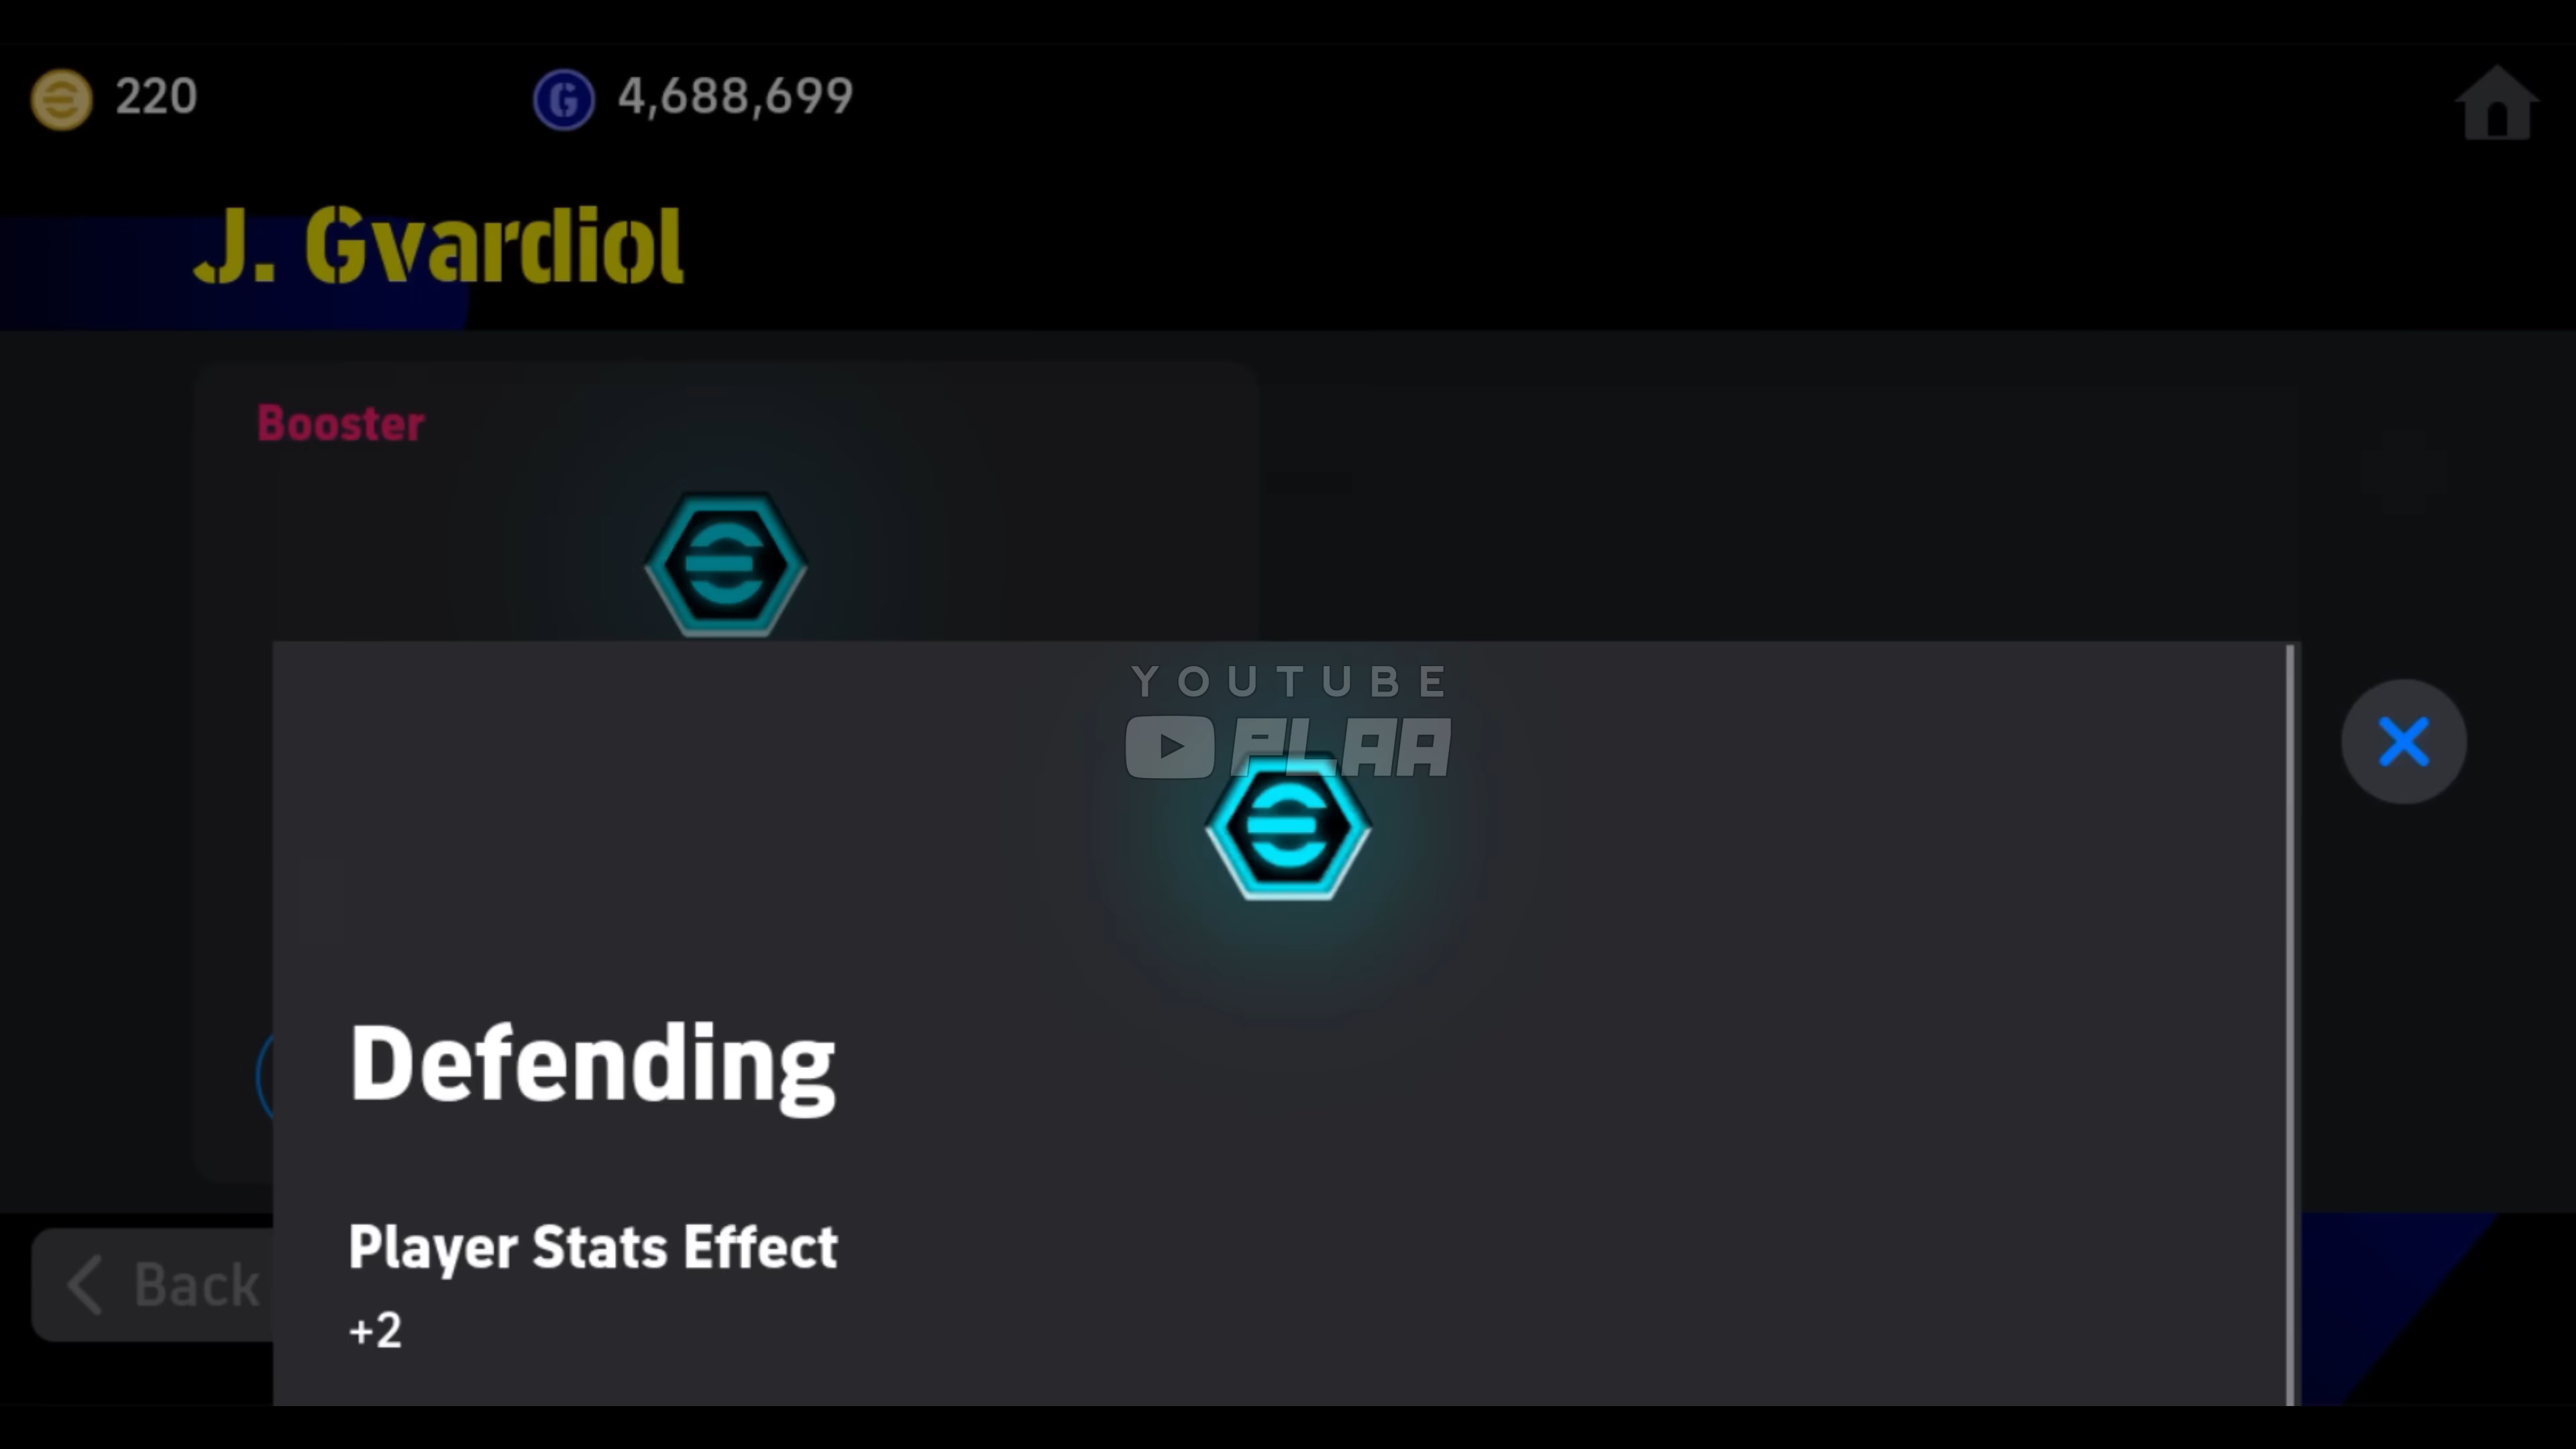 220
4,688,699
J. Gvardiol
Booster
YOUTUBE
PLAA
Defending
Player Stats Effect
+2
Back